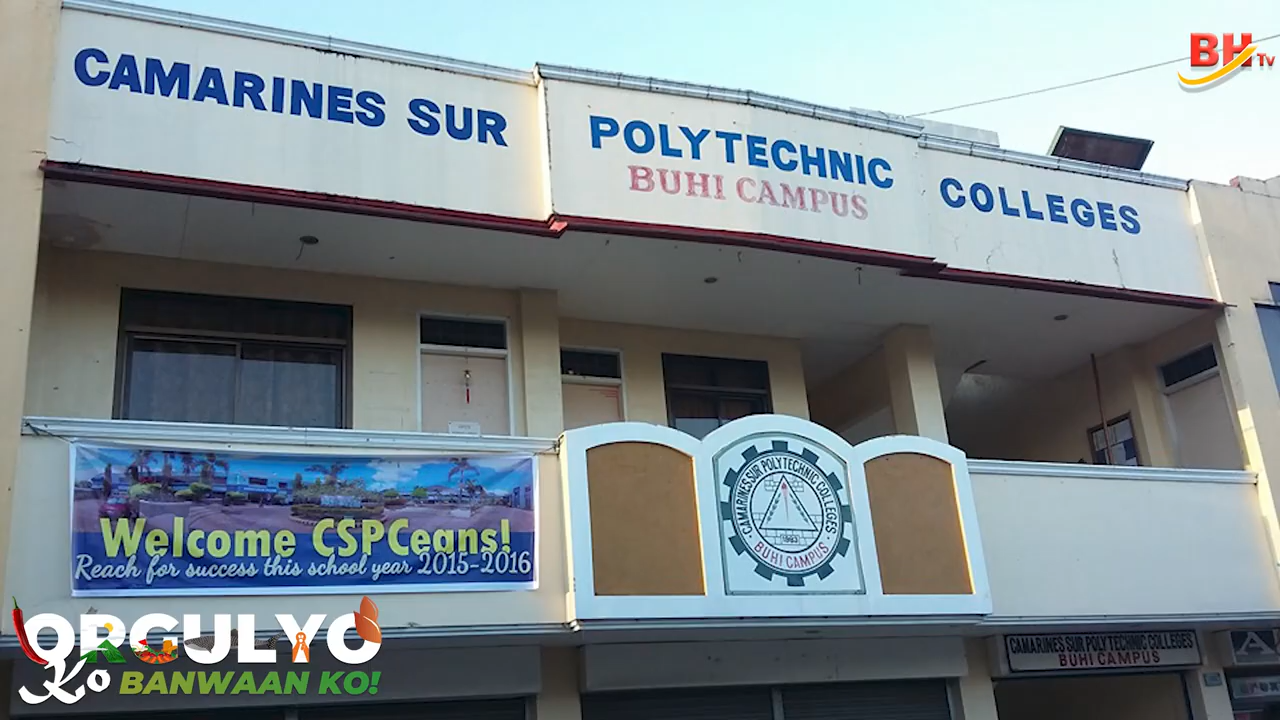 CAMARINES SUR POLYTECHNIC COLLEGES
BUHI CAMPUS
BH Tv
Welcome CSPCeans!
Reach for success this school year 2015-2016
CAMARINES SUR POLYTECHNIC COLLEGES
1983
BUHI CAMPUS
CAMARINES SUR POLYTECHNIC COLLEGES
BUHI CAMPUS
A
ORGULYO
Ko BANWAAN KO!